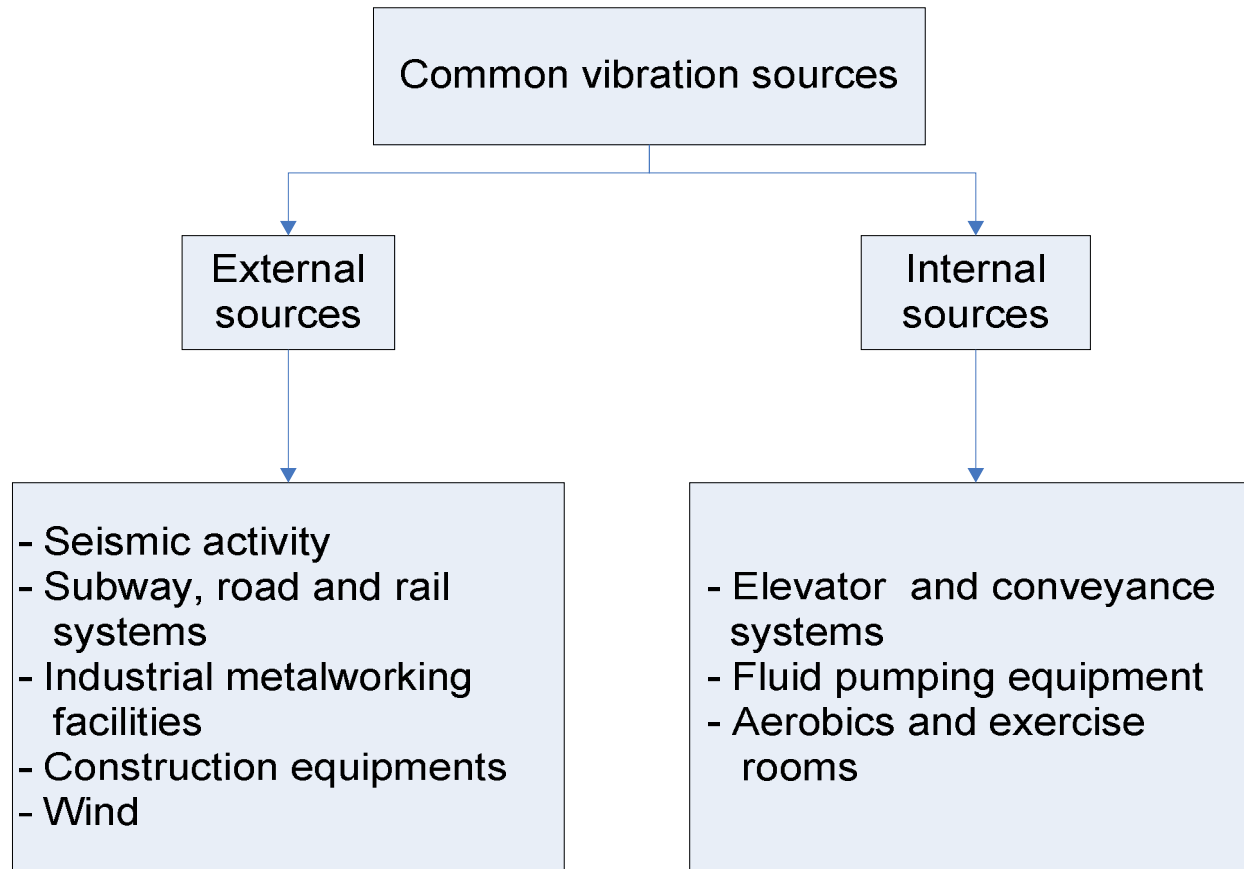 Common vibration sources
External
sources
Internal
sources
- Seismic activity
- Subway, road and rail
systems
- Industrial metalworking
facilities
- Construction equipments
- Wind
- Elevator and conveyance
systems
- Fluid pumping equipment
- Aerobics and exercise
rooms